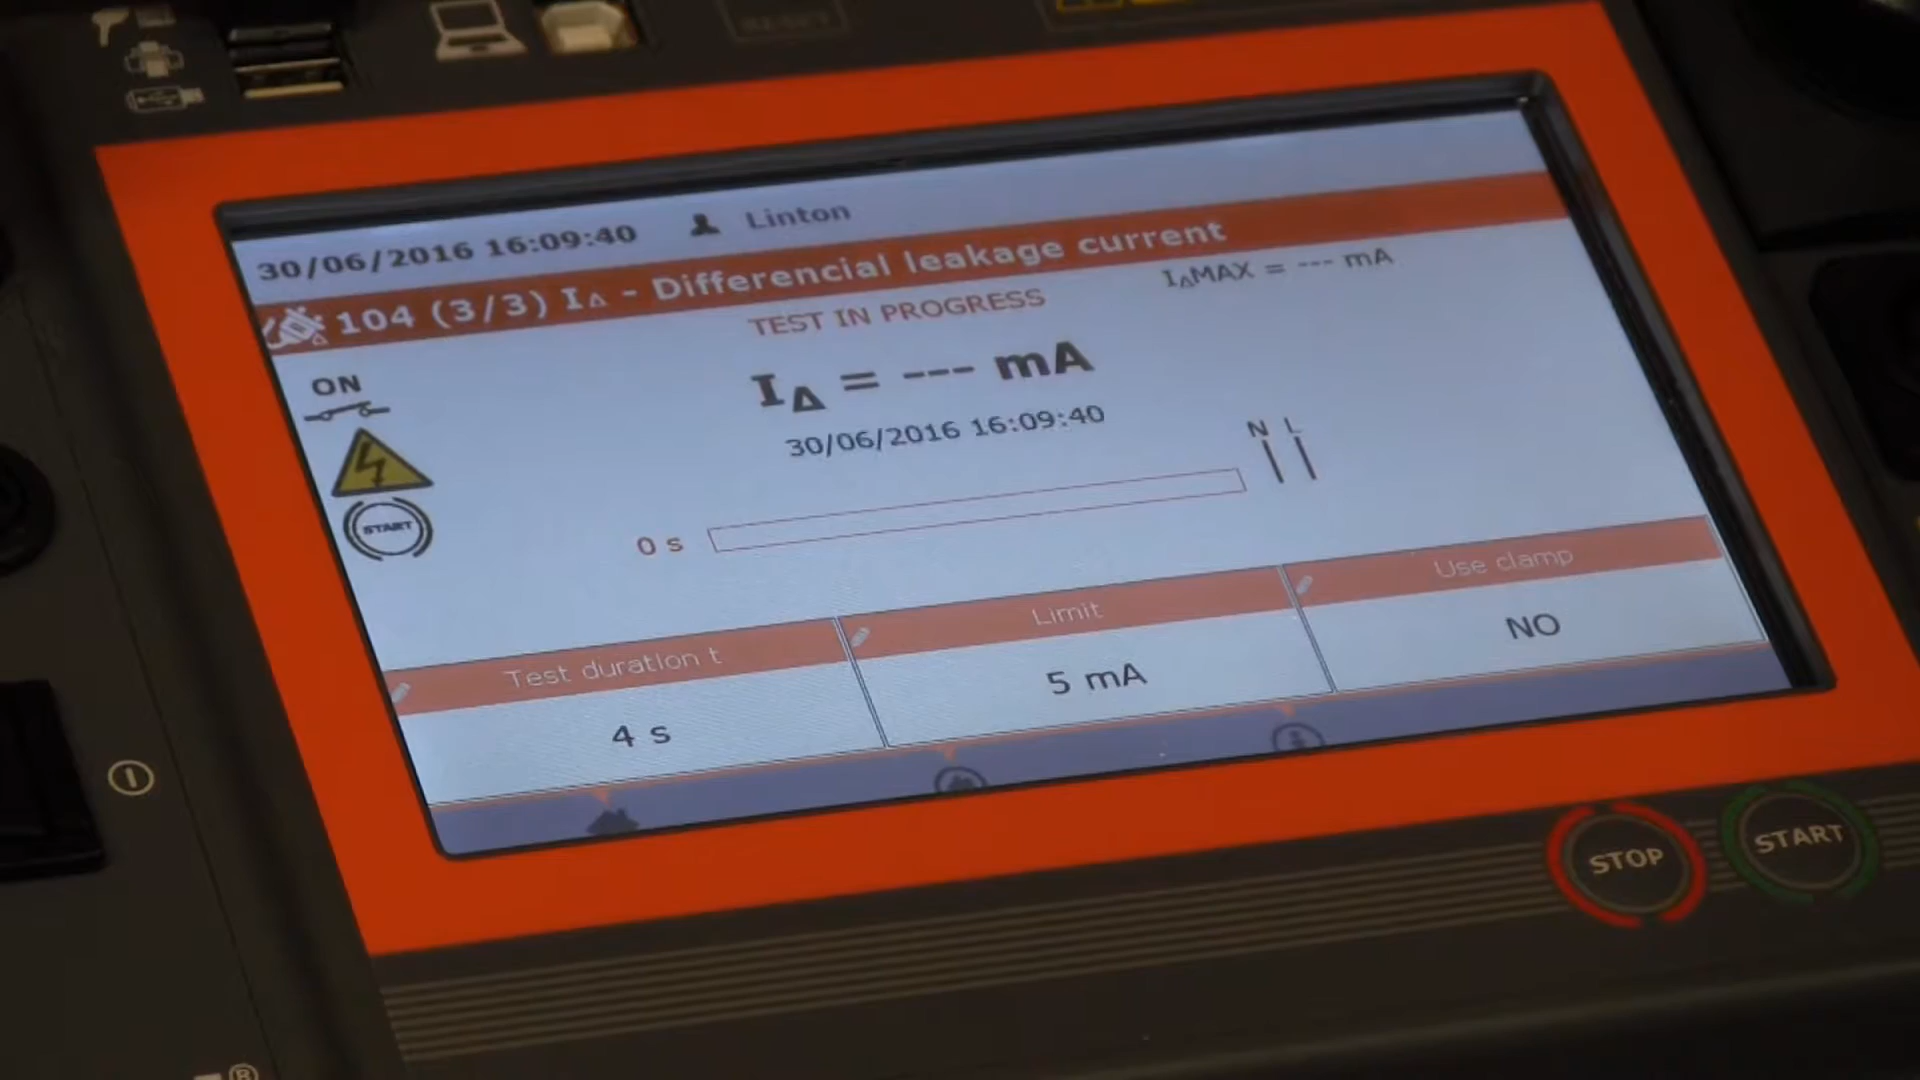 RESET
30/06/2016 16:09:40 Linton
104 (3/3) IΔ - Differencial leakage current
TEST IN PROGRESS
IΔMAX = --- mA
ON
IΔ = --- mA
30/06/2016 16:09:40
N L
START
0 s
Test duration t
Limit
Use clamp
4 s
5 mA
NO
STOP
START
®